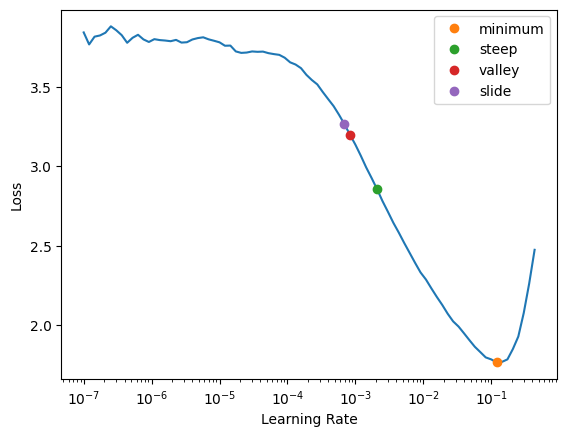 minimum
steep
valley
slide
3.5
3.0
2.5
2.0
Loss
10⁻⁷
10⁻⁶
10⁻⁵
10⁻⁴
10⁻³
10⁻²
10⁻¹
Learning Rate